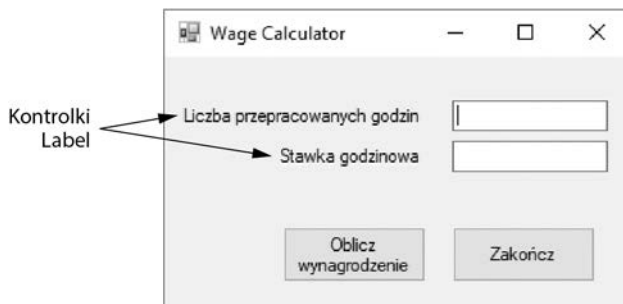 Wage Calculator
Kontrolki
Label
Liczba przepracowanych godzin
Stawka godzinowa
Oblicz
wynagrodzenie
Zakończ